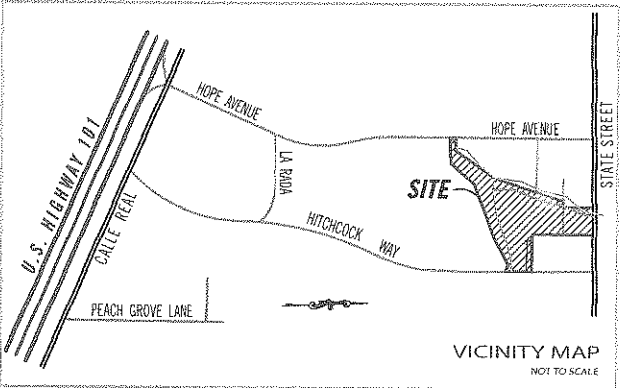 HOPE AVENUE
HOPE AVENUE
STATE STREET
U.S. HIGHWAY 101
CALLE REAL
LA RADA
SITE
HITCHCOCK WAY
PEACH GROVE LANE
VICINITY MAP
NOT TO SCALE